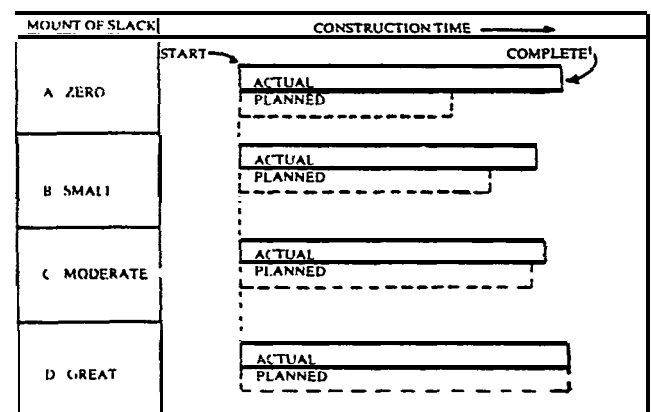 MOUNT OF SLACK
CONSTRUCTION TIME
START
COMPLETE!
A ZERO
ACTUAL
PLANNED
B SMALL
ACTUAL
PLANNED
C MODERATE
ACTUAL
PLANNED
D GREAT
ACTUAL
PLANNED